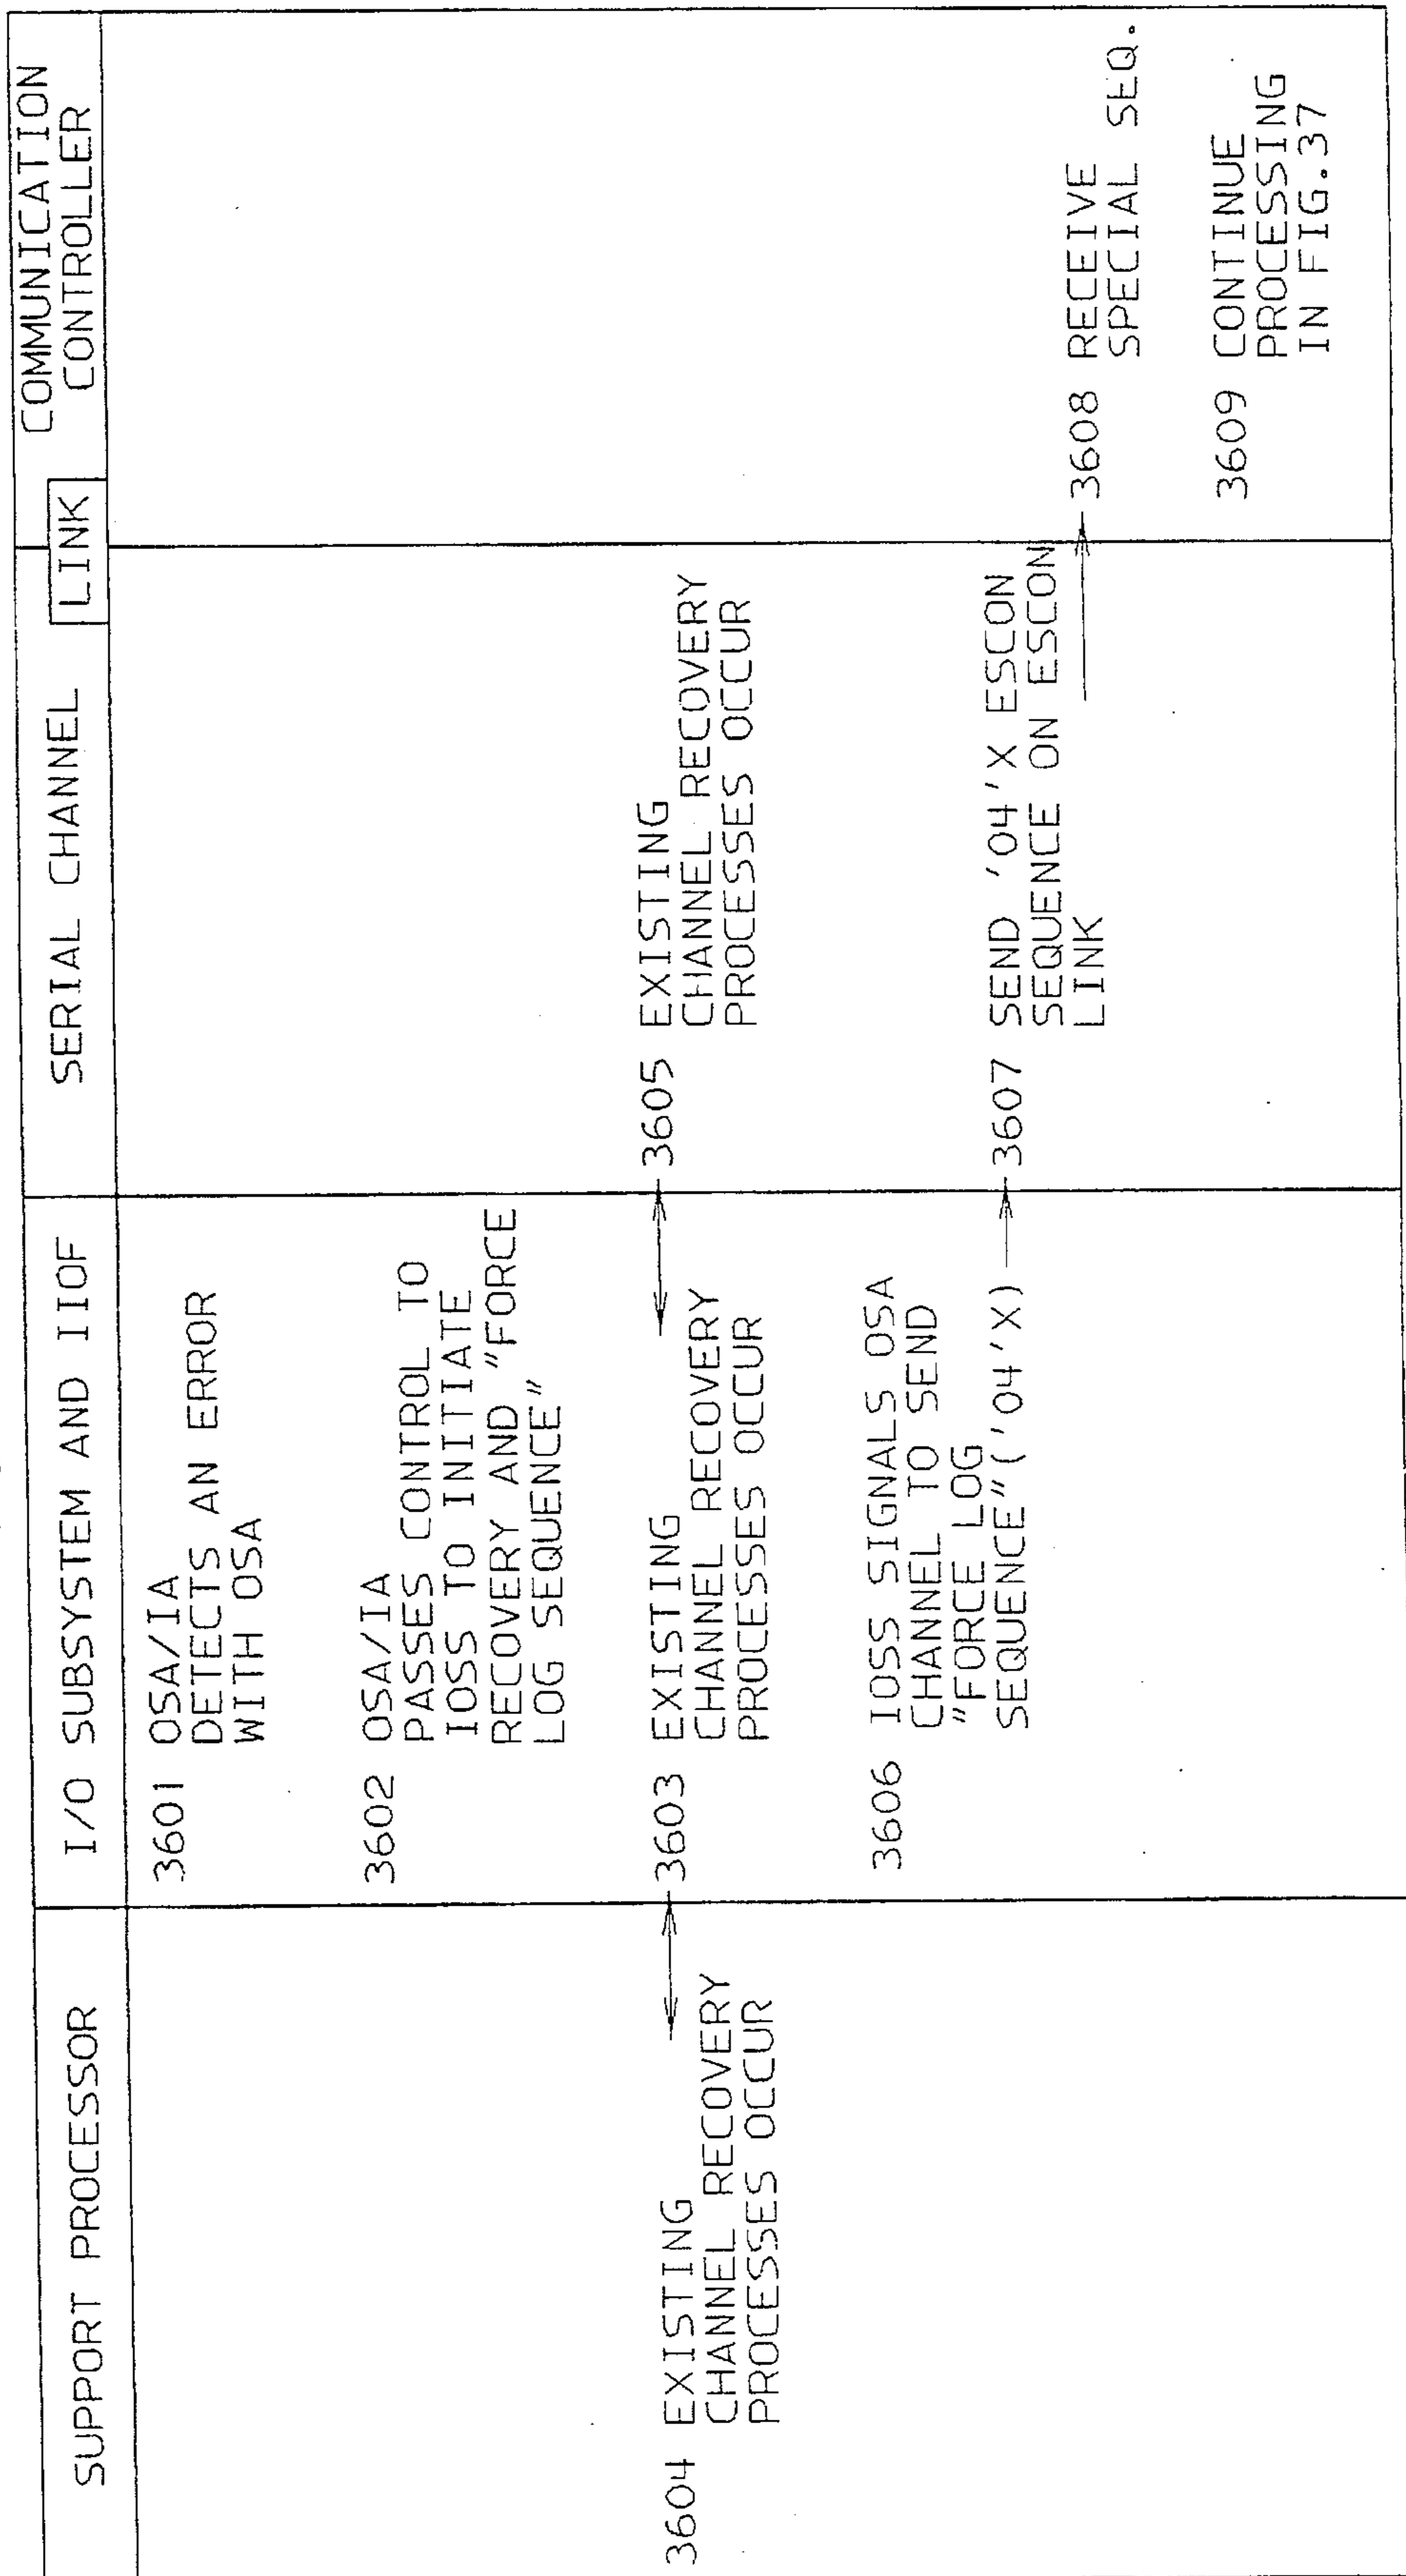 SUPPORT PROCESSOR
I/O SUBSYSTEM AND IIOF
SERIAL CHANNEL
LINK
COMMUNICATION
CONTROLLER
3601 OSA/IA
DETECTS AN ERROR
WITH OSA
3602 OSA/IA
PASSES CONTROL TO
IOSS TO INITIATE
RECOVERY AND "FORCE
LOG SEQUENCE"
3604 EXISTING
CHANNEL RECOVERY
PROCESSES OCCUR
3603 EXISTING
CHANNEL RECOVERY
PROCESSES OCCUR
3605 EXISTING
CHANNEL RECOVERY
PROCESSES OCCUR
3606 IOSS SIGNALS OSA
CHANNEL TO SEND
"FORCE LOG
SEQUENCE"('04'X)
3607 SEND '04'X ESCON
SEQUENCE ON ESCON
LINK
3608 RECEIVE
SPECIAL SEQ.
3609 CONTINUE
PROCESSING
IN FIG.37